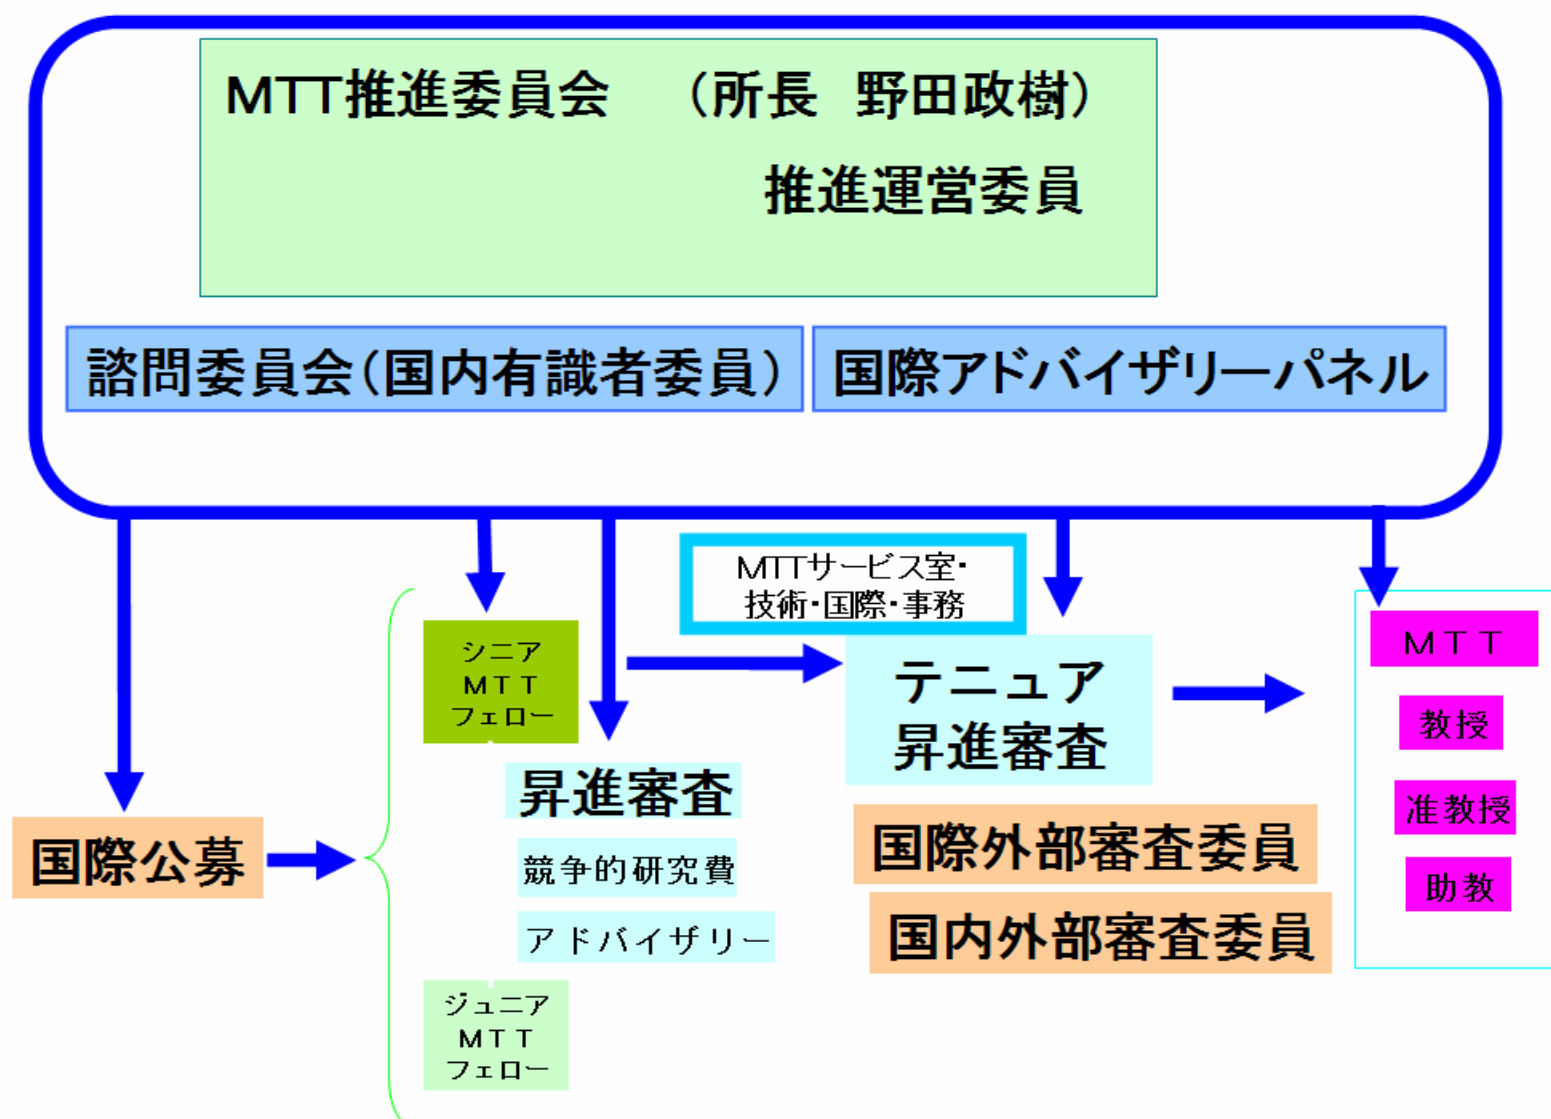 MTT推進委員会　（所長　野田政樹）
推進運営委員
諮問委員会（国内有識者委員）
国際アドバイザリーパネル
MTTサービス室・
技術・国際・事務
シニア
MTT
フェロー
テニュア
昇進審査
MTT
教授
准教授
助教
昇進審査
競争的研究費
アドバイザリー
国際公募
国際外部審査委員
国内外部審査委員
ジュニア
MTT
フェロー